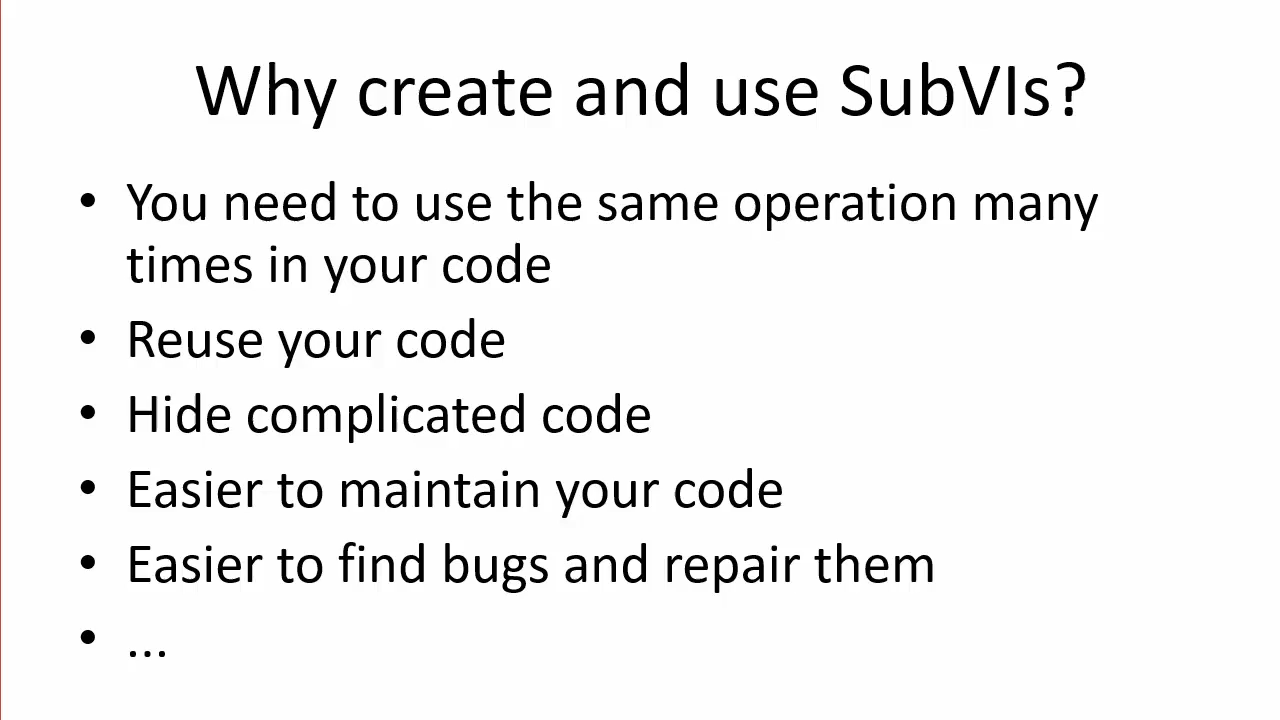 Why create and use SubVIs?
• You need to use the same operation many
times in your code
• Reuse your code
• Hide complicated code
• Easier to maintain your code
• Easier to find bugs and repair them
• ...